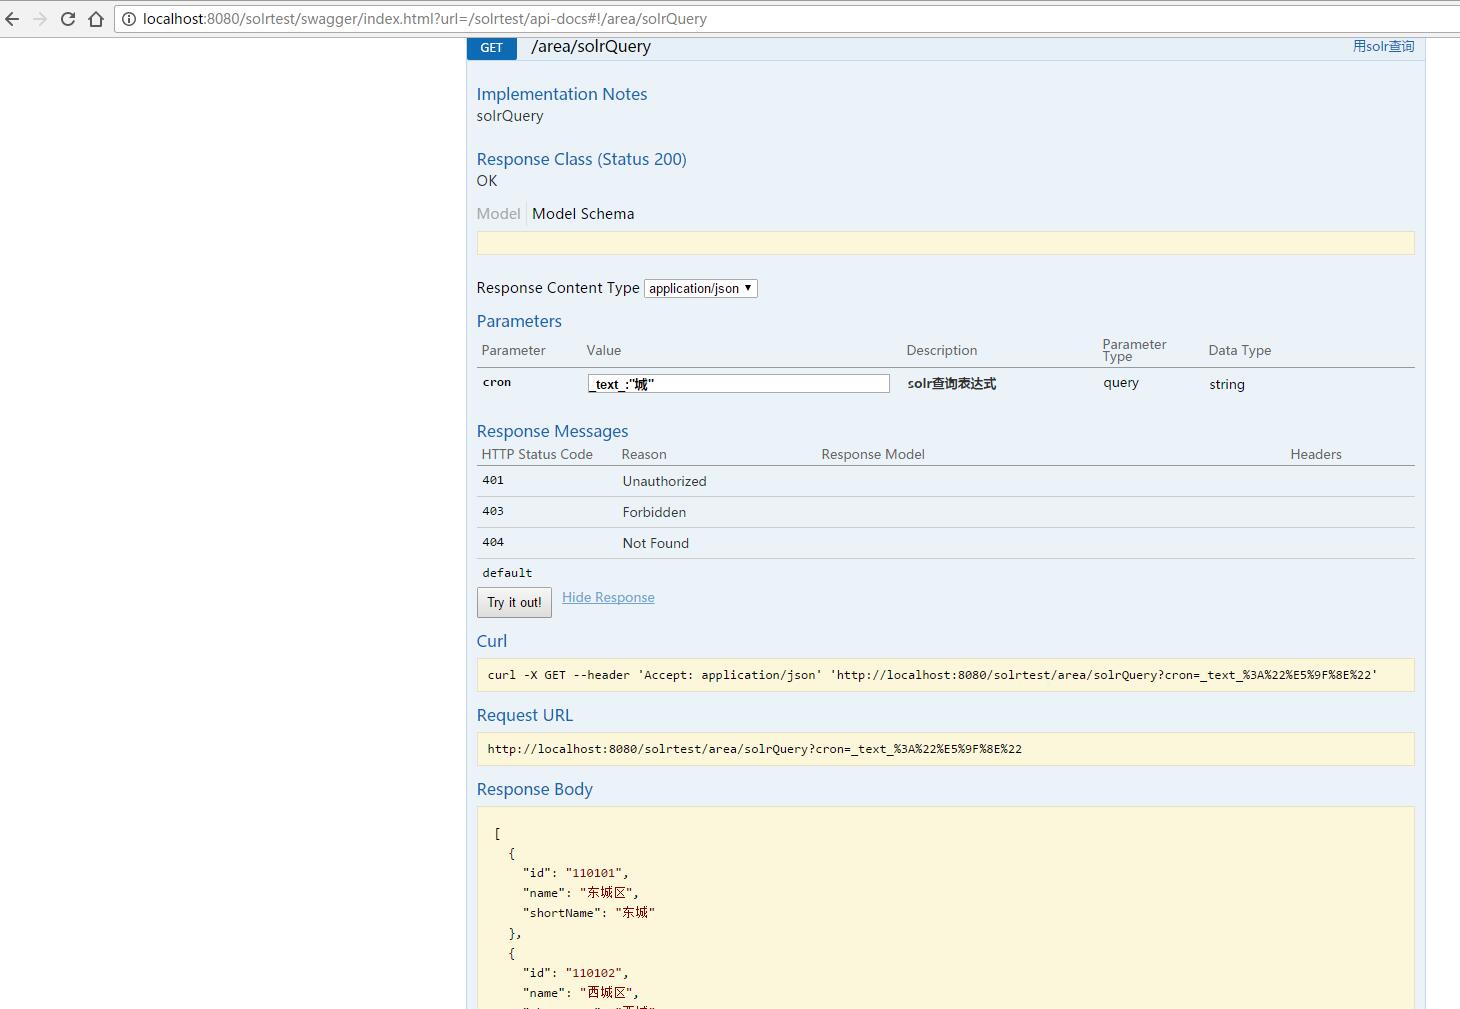 localhost:8080/solrtest/swagger/index.html?url=/solrtest/api-docs#!/area/solrQuery
GET /area/solrQuery 用solr查询
Implementation Notes
solrQuery
Response Class (Status 200)
OK
Model Model Schema
Response Content Type application/json
Parameters
Parameter Value Description Parameter Type Data Type
cron _text_:"城" solr查询表达式 query string
Response Messages
HTTP Status Code Reason Response Model Headers
401 Unauthorized
403 Forbidden
404 Not Found
default
Try it out! Hide Response
Curl
curl -X GET --header 'Accept: application/json' 'http://localhost:8080/solrtest/area/solrQuery?cron=_text_%3A%22%E5%9F%8E%22'
Request URL
http://localhost:8080/solrtest/area/solrQuery?cron=_text_%3A%22%E5%9F%8E%22
Response Body
[
{
"id": "110101",
"name": "东城区",
"shortName": "东城"
},
{
"id": "110102",
"name": "西城区",